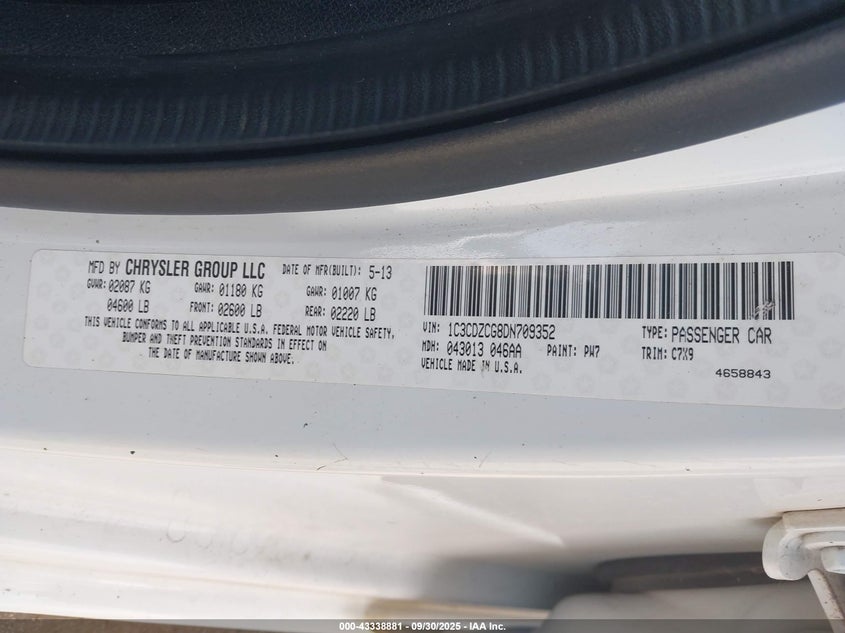 MFD BY CHRYSLER GROUP LLC DATE OF MFR(BUILT): 5-13
GVWR: 02087 KG GAWR: 01180 KG GAWR: 01007 KG
04600 LB FRONT: 02600 LB REAR: 02220 LB
THIS VEHICLE CONFORMS TO ALL APPLICABLE U.S.A. FEDERAL MOTOR VEHICLE SAFETY,
BUMPER AND THEFT PREVENTION STANDARDS IN EFFECT ON
THE DATE OF MANUFACTURE SHOWN ABOVE.
VIN: 1C3CDZCG8DN709352 TYPE: PASSENGER CAR
MDH: 043013 046AA PAINT: PW7 TRIM: C7X9
VEHICLE MADE IN U.S.A.
4658843
000-43338881 - 09/30/2025 - IAA Inc.